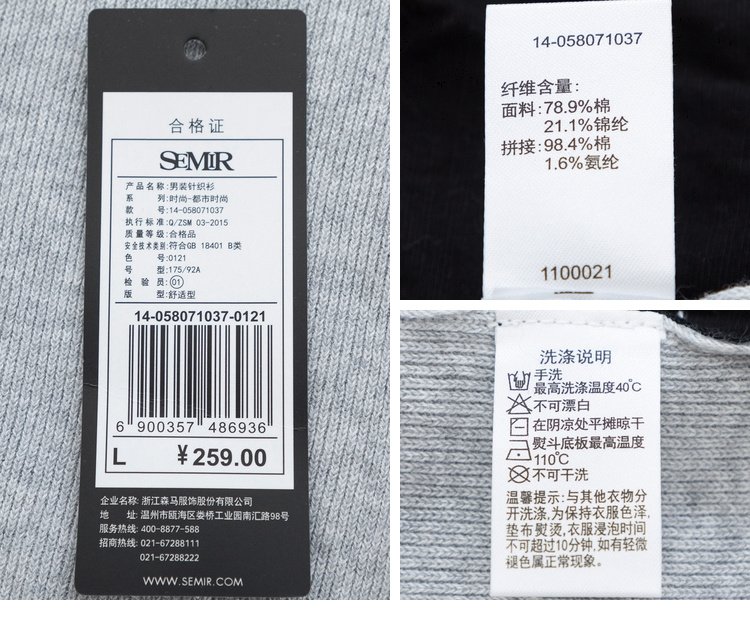 合格证
SEMIR
产品名称:男装针织衫
系 列:时尚-都市时尚
款 号:14-058071037
执行标准:Q/ZSM 03-2015
质量等级:合格品
安全技术类别:符合GB 18401 B类
色 号:0121
号 型:175/92A
检 验 员:01
版 型:舒适型
14-058071037-0121
6 900357 486936
L ¥259.00
企业名称:浙江森马服饰股份有限公司
地 址:温州市瓯海区娄桥工业园南汇路98号
服务热线:400-8877-588
招商热线:021-67288111
021-67288222
WWW.SEMIR.COM
14-058071037
纤维含量:
面料:78.9%棉
21.1%锦纶
拼接:98.4%棉
1.6%氨纶
1100021
洗涤说明
手洗
最高洗涤温度40℃
不可漂白
在阴凉处平摊晾干
熨斗底板最高温度
110℃
不可干洗
温馨提示:与其他衣物分
开洗涤,为保持衣服色泽,
垫布熨烫,衣服浸泡时间
不可超过10分钟,如有轻微
褪色属正常现象。